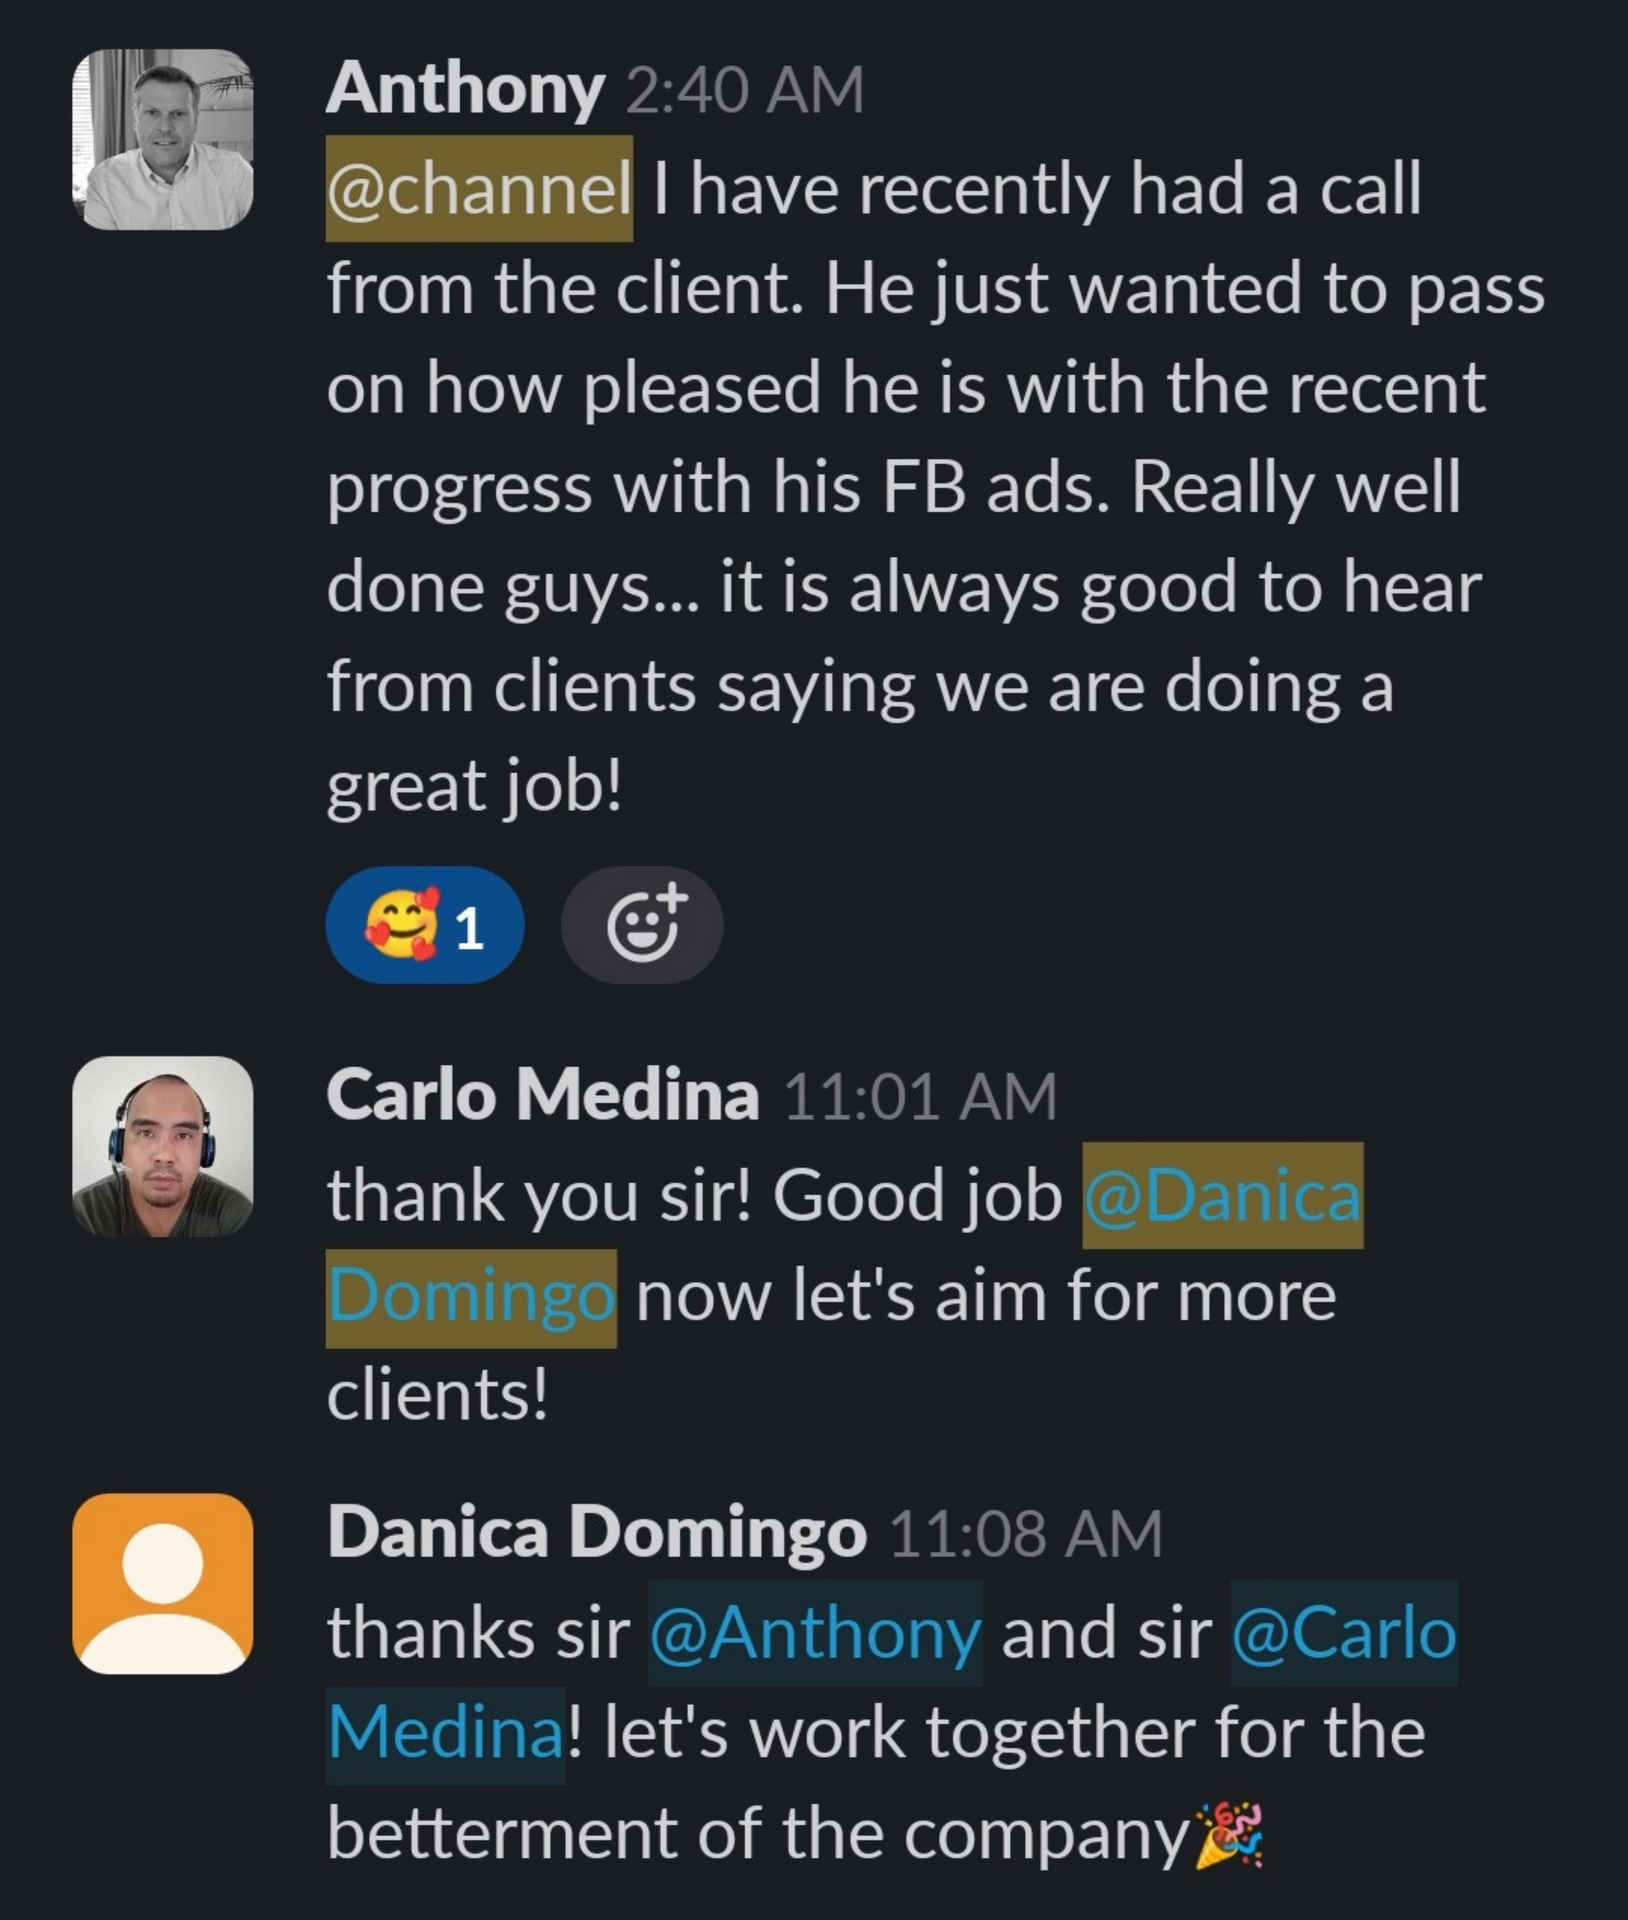 Anthony 2:40 AM
@channel I have recently had a call
from the client. He just wanted to pass
on how pleased he is with the recent
progress with his FB ads. Really well
done guys... it is always good to hear
from clients saying we are doing a
great job!
🥰 1
Carlo Medina 11:01 AM
thank you sir! Good job @Danica
Domingo now let's aim for more
clients!
Danica Domingo 11:08 AM
thanks sir @Anthony and sir @Carlo
Medina! let's work together for the
betterment of the company🎉